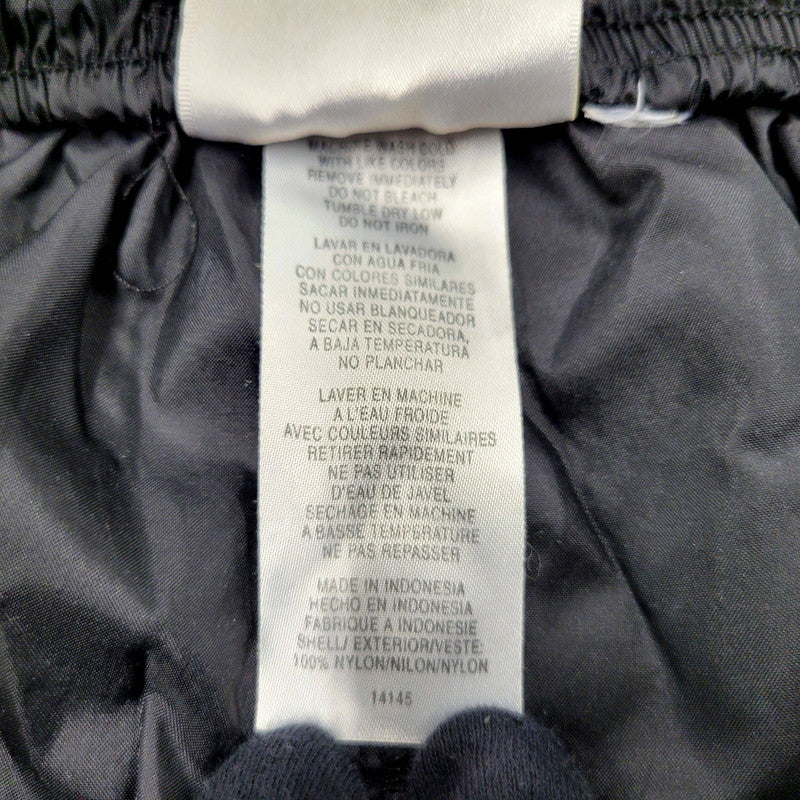 MACHINE WASH COLD
WITH LIKE COLORS
REMOVE IMMEDIATELY
DO NOT BLEACH
TUMBLE DRY LOW
DO NOT IRON
LAVAR EN LAVADORA
CON AGUA FRIA
CON COLORES SIMILARES
SACAR INMEDIATAMENTE
NO USAR BLANQUEADOR
SECAR EN SECADORA,
A BAJA TEMPERATURA
NO PLANCHAR
LAVER EN MACHINE
A L'EAU FROIDE
AVEC COULEURS SIMILAIRES
RETIRER RAPIDEMENT
NE PAS UTILISER
D'EAU DE JAVEL
SECHAGE EN MACHINE
A BASSE TEMPERATURE
NE PAS REPASSER
MADE IN INDONESIA
HECHO EN INDONESIA
FABRIQUE A INDONESIE
SHELL/ EXTERIOR/VESTE:
100% NYLON/NILON/NYLON
14145